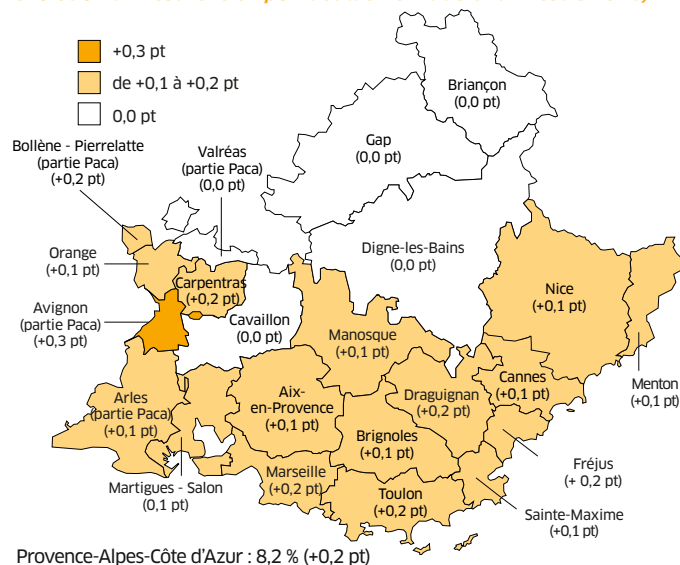 +0,3 pt
de +0,1 à +0,2 pt
0,0 pt
Briançon
(0,0 pt)
Gap
(0,0 pt)
Bollène - Pierrelatte
(partie Paca)
(+0,2 pt)
Valréas
(partie Paca)
(0,0 pt)
Orange
(+0,1 pt)
Carpentras
(+0,2 pt)
Digne-les-Bains
(0,0 pt)
Nice
(+0,1 pt)
Avignon
(partie Paca)
(+0,3 pt)
Cavaillon
(0,0 pt)
Manosque
(+0,1 pt)
Menton
(+0,1 pt)
Cannes
(+0,1 pt)
Arles
(partie Paca)
(+0,1 pt)
Aix-
en-Provence
(+0,1 pt)
Draguignan
(+0,2 pt)
Brignoles
(+0,1 pt)
Fréjus
(+ 0,2 pt)
Martigues - Salon
(0,1 pt)
Marseille
(+0,2 pt)
Toulon
(+0,2 pt)
Sainte-Maxime
(+0,1 pt)
Provence-Alpes-Côte d'Azur : 8,2 % (+0,2 pt)